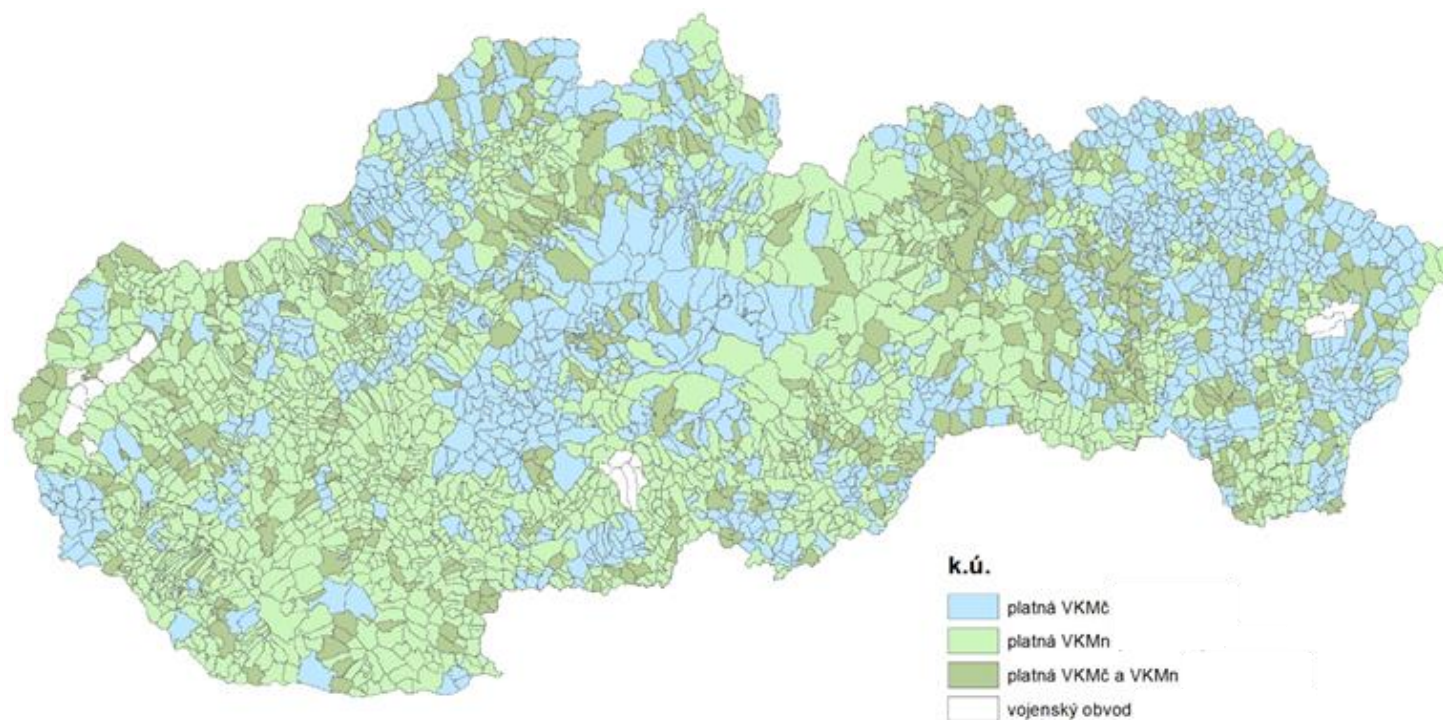 k.ú.
platná VKMč
platná VKMn
platná VKMč a VKMn
vojenský obvod